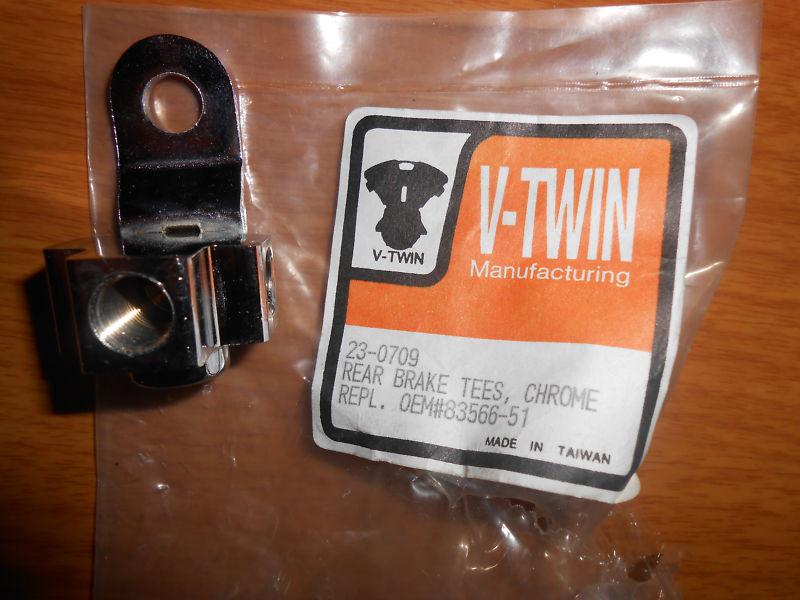 V-TWIN
V-TWIN
Manufacturing
23-0709
REAR BRAKE TEES, CHROME
REPL. OEM#83566-51
MADE IN TAIWAN